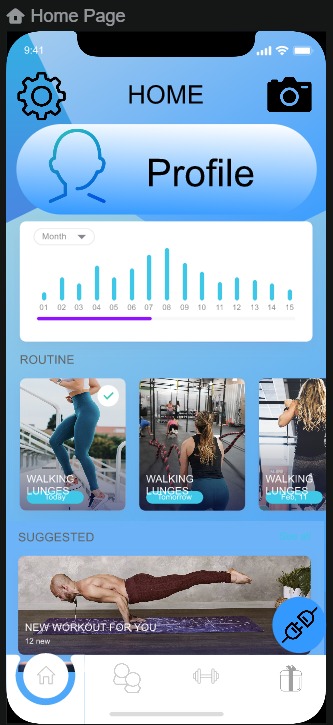 Home Page
9:41
HOME
Profile
Month
01 02 03 04 05 06 07 08 09 10 11 12 13 14 15
ROUTINE
WALKING
LUNGES
Today
WALKING
LUNGES
Tomorrow
WALKING
LUNGES
Feb, 11
SUGGESTED
NEW WORKOUT FOR YOU
12 new